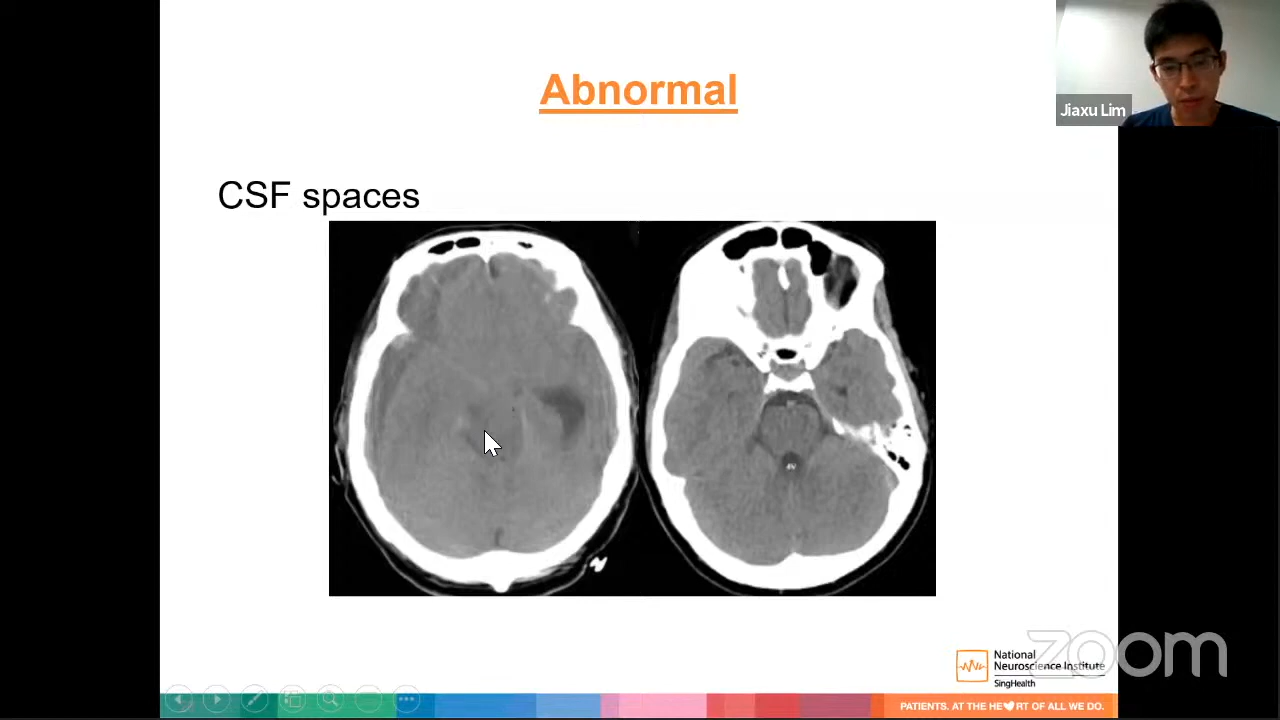 Abnormal
Jiaxu Lim
CSF spaces
National
Neuroscience Institute
SingHealth
zoom
PATIENTS. AT THE HE RT OF ALL WE DO.